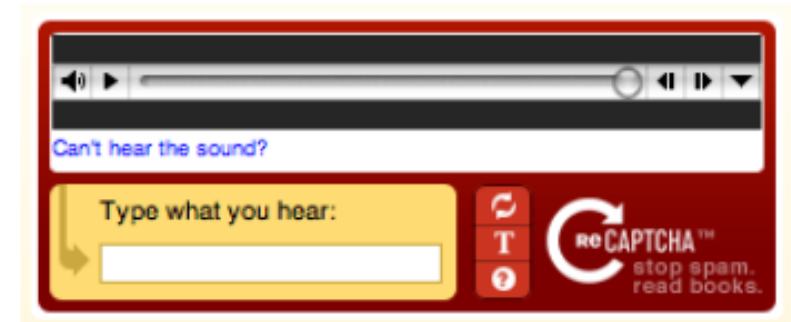 Can't hear the sound?
Type what you hear:
T
?
ReCAPTCHA™
stop spam.
read books.